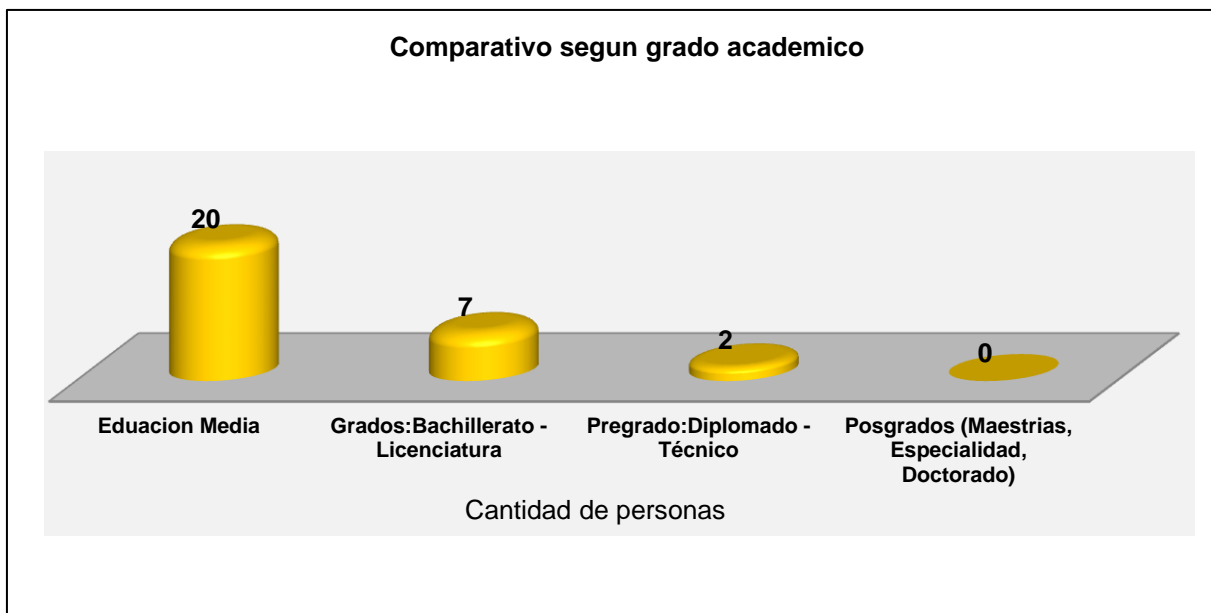 Comparativo segun grado academico
20
7
2
0
Eduacion Media
Grados:Bachillerato -
Licenciatura
Pregrado:Diplomado -
Técnico
Posgrados (Maestrias,
Especialidad,
Doctorado)
Cantidad de personas